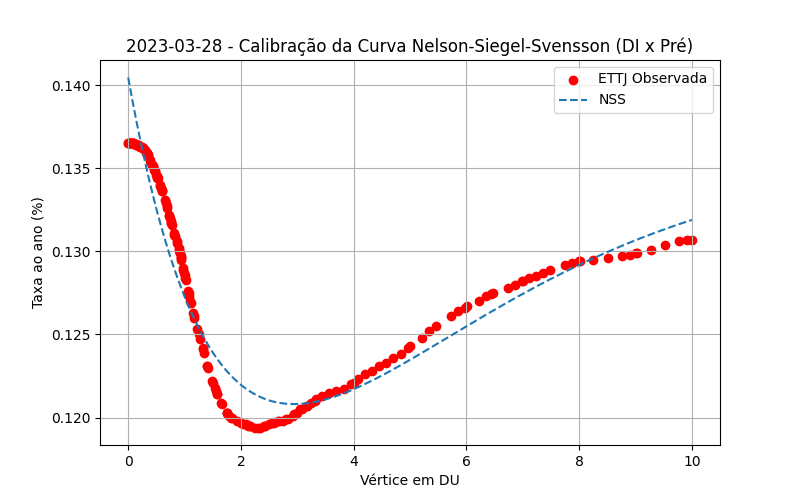 2023-03-28 - Calibração da Curva Nelson-Siegel-Svensson (DI x Pré)
ETTJ Observada
NSS
Taxa ao ano (%)
0.140
0.135
0.130
0.125
0.120
0 2 4 6 8 10
Vértice em DU